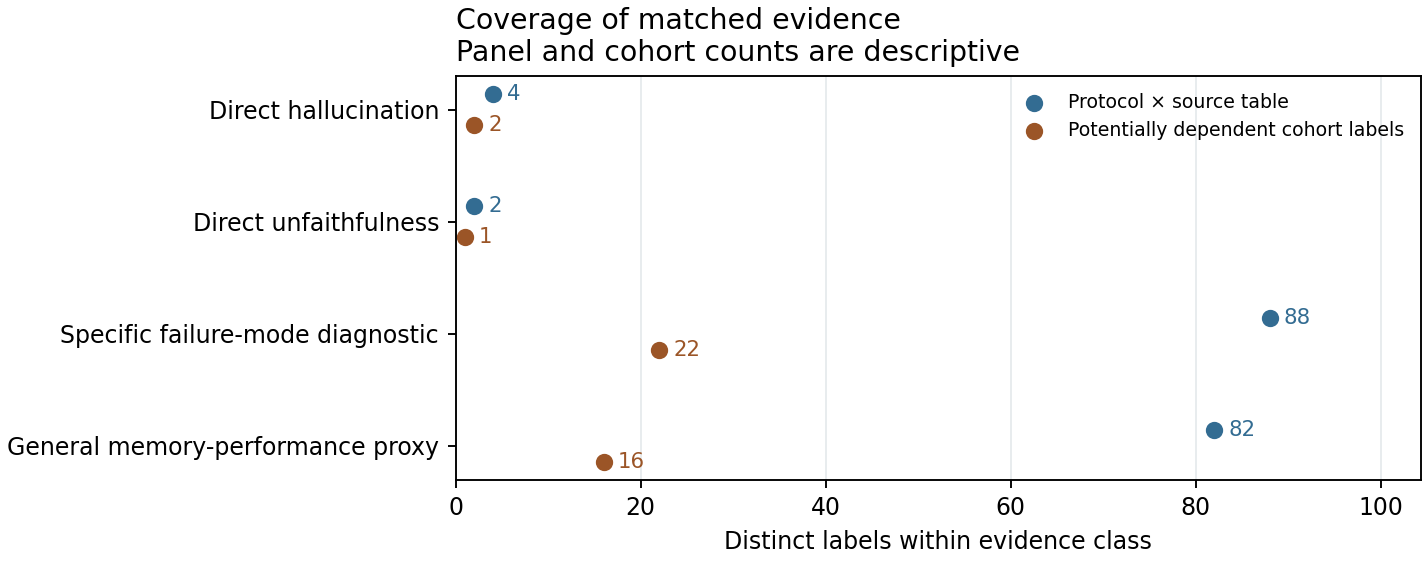 Coverage of matched evidence
Panel and cohort counts are descriptive
Protocol × source table
Potentially dependent cohort labels
Direct hallucination
4
2
Direct unfaithfulness
2
1
Specific failure-mode diagnostic
88
22
General memory-performance proxy
82
16
0 20 40 60 80 100
Distinct labels within evidence class